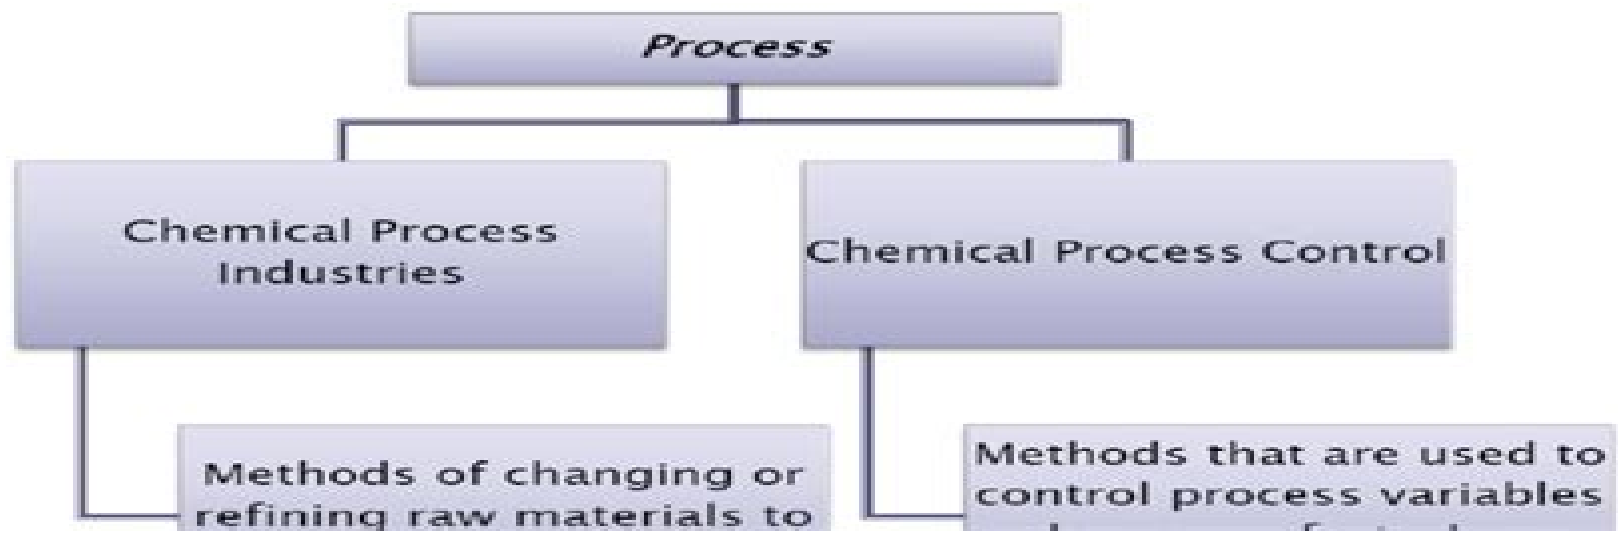 Process
Chemical Process
Industries
Chemical Process Control
Methods of changing or
refining raw materials to
Methods that are used to
control process variables